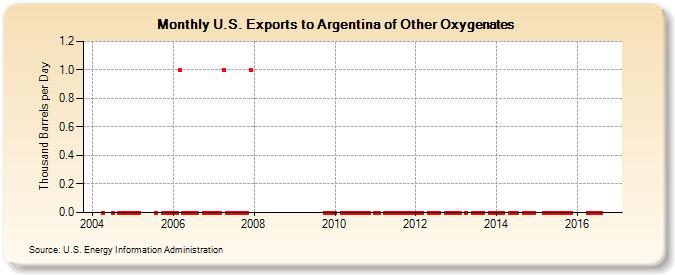 Monthly U.S. Exports to Argentina of Other Oxygenates
Thousand Barrels per Day
1.2
1.0
0.8
0.6
0.4
0.2
0.0
2004 2006 2008 2010 2012 2014 2016
Source: U.S. Energy Information Administration